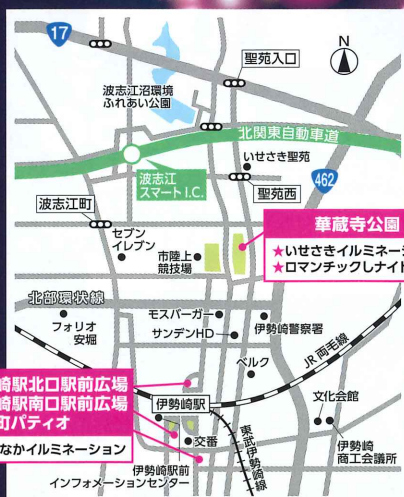 17
聖苑入口
N
波志江沼環境
ふれあい公園
北関東自動車道
波志江
スマートI.C.
いせさき聖苑
聖苑西
462
波志江町
セブン
イレブン
市陸上
競技場
華蔵寺公園
★いせさきイルミネーシ
★ロマンチックしナイト
北部環状線
フォリオ
安堀
モスバーガー
サンデンHD
伊勢崎警察署
ベルク
JR 両毛線
崎駅北口駅前広場
崎駅南口駅前広場
町パティオ
なかイルミネーション
伊勢崎駅
交番
伊勢崎駅前
インフォメーションセンター
東武伊勢崎線
文化会館
伊勢崎
商工会議所